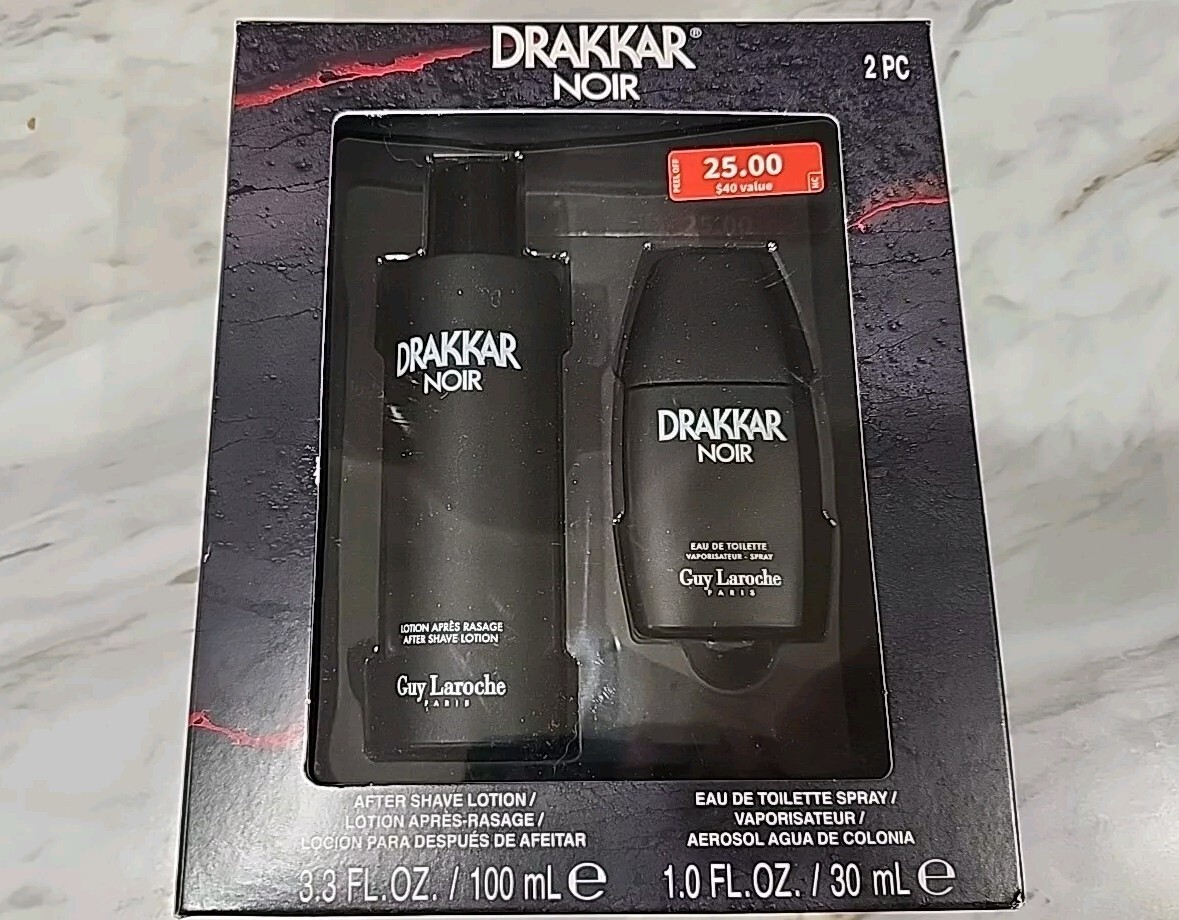 DRAKKAR®
NOIR
2 PC
PEEL OFF
25.00
$40 value
HC
25.00
DRAKKAR
NOIR
LOTION APRÈS RASAGE
AFTER SHAVE LOTION
Guy Laroche
PARIS
DRAKKAR
NOIR
EAU DE TOILETTE
VAPORISATEUR - SPRAY
Guy Laroche
PARIS
AFTER SHAVE LOTION /
LOTION APRÈS-RASAGE /
LOCIÓN PARA DESPUÉS DE AFEITAR
3.3 FL.OZ. / 100 mL e
EAU DE TOILETTE SPRAY /
VAPORISATEUR /
AEROSOL AGUA DE COLONIA
1.0 FL.OZ. / 30 mL e